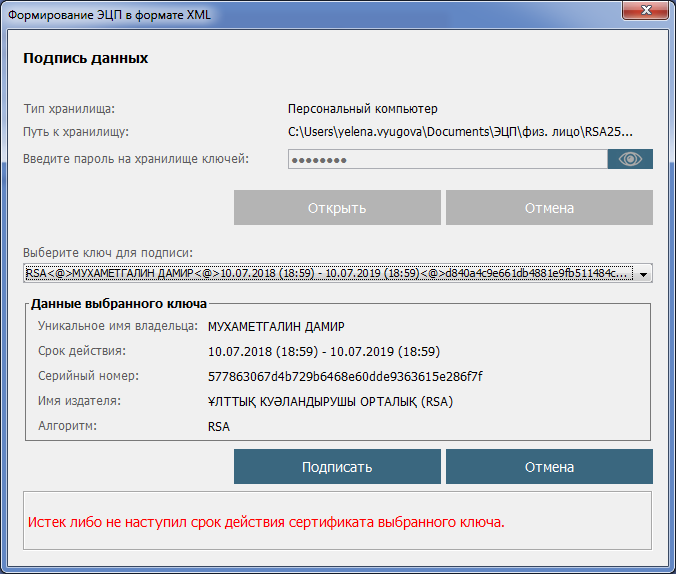 Формирование ЭЦП в формате XML
Подпись данных
Тип хранилища: Персональный компьютер
Путь к хранилищу: C:\Users\yelena.vyugova\Documents\ЭЦП\физ. лицо\RSA25...
Введите пароль на хранилище ключей: ●●●●●●●●
Открыть Отмена
Выберите ключ для подписи:
RSA<@>МУХАМЕТГАЛИН ДАМИР<@>10.07.2018 (18:59) - 10.07.2019 (18:59)<@>d840a4c9e661db4881e9fb511484c...
Данные выбранного ключа
Уникальное имя владельца: МУХАМЕТГАЛИН ДАМИР
Срок действия: 10.07.2018 (18:59) - 10.07.2019 (18:59)
Серийный номер: 577863067d4b729b6468e60dde9363615e286f7f
Имя издателя: ҰЛТТЫҚ КУӘЛАНДЫРУШЫ ОРТАЛЫҚ (RSA)
Алгоритм: RSA
Подписать Отмена
Истек либо не наступил срок действия сертификата выбранного ключа.